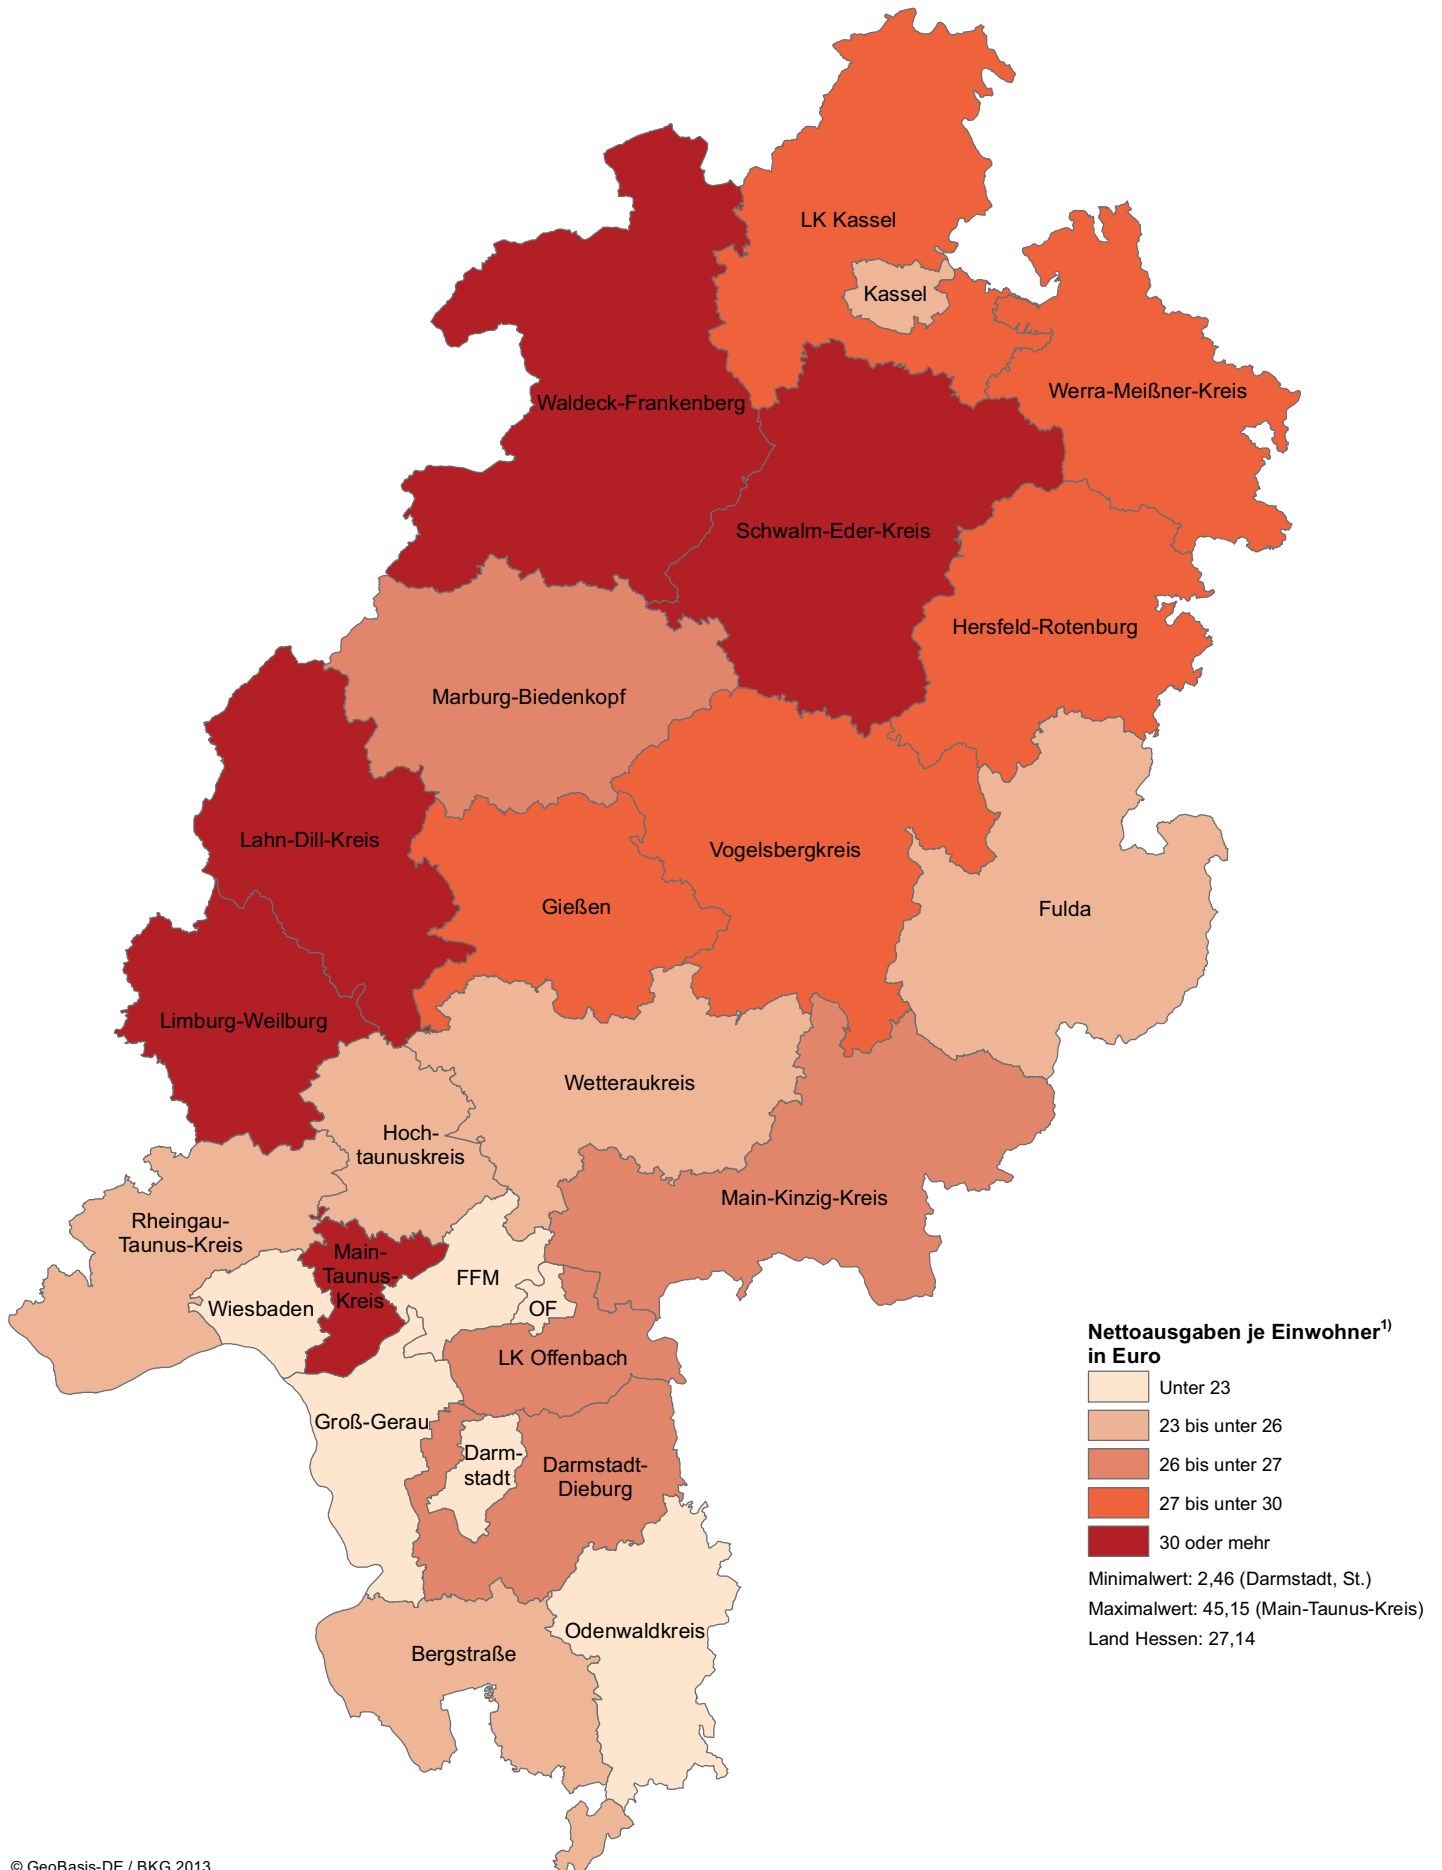 LK Kassel
Kassel
Werra-Meißner-Kreis
Waldeck-Frankenberg
Schwalm-Eder-Kreis
Hersfeld-Rotenburg
Marburg-Biedenkopf
Lahn-Dill-Kreis
Vogelsbergkreis
Gießen
Fulda
Limburg-Weilburg
Wetteraukreis
Hoch-
taunuskreis
Main-Kinzig-Kreis
Rheingau-
Taunus-Kreis
Main-
Taunus-
Kreis
FFM
Wiesbaden
OF
LK Offenbach
Groß-Gerau
Darm-
stadt
Darmstadt-
Dieburg
Odenwaldkreis
Bergstraße
Nettoausgaben je Einwohner1)
in Euro
Unter 23
23 bis unter 26
26 bis unter 27
27 bis unter 30
30 oder mehr
Minimalwert: 2,46 (Darmstadt, St.)
Maximalwert: 45,15 (Main-Taunus-Kreis)
Land Hessen: 27,14
© GeoBasis-DE / BKG 2013